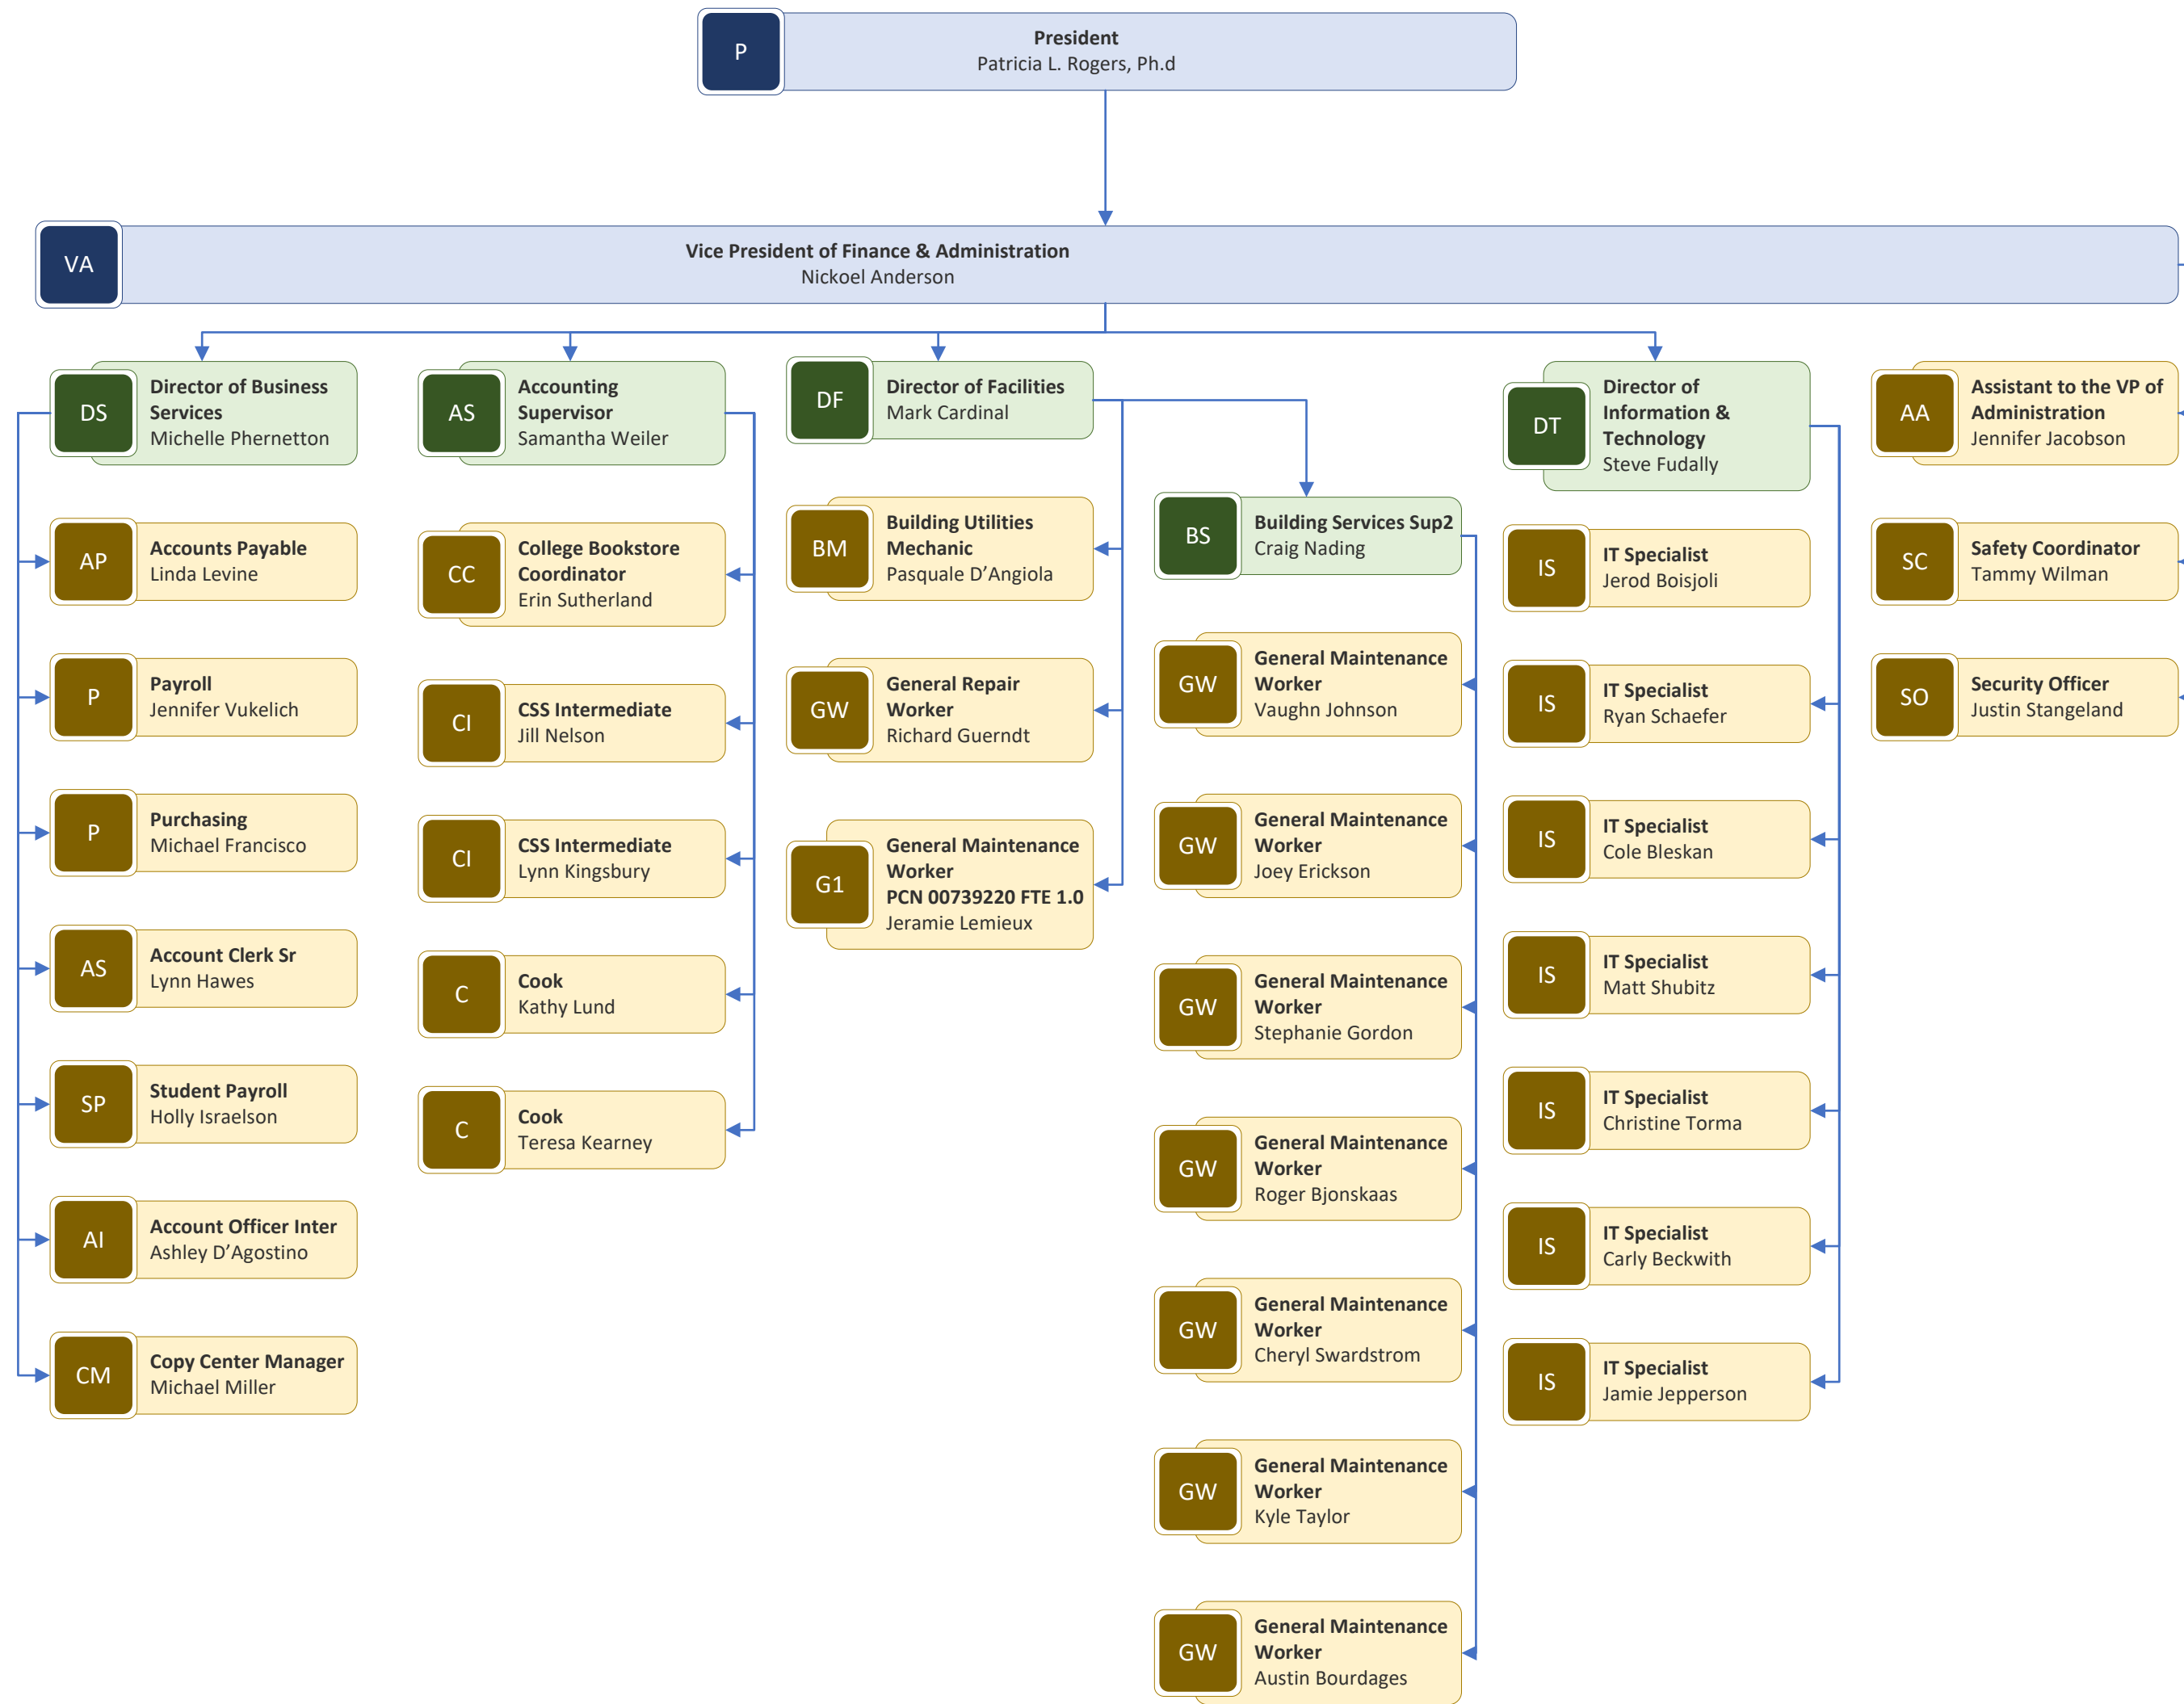 P
President
Patricia L. Rogers, Ph.d
VA
Vice President of Finance & Administration
Nickoel Anderson
DS
Director of Business
Services
Michelle Phernetton
AP
Accounts Payable
Linda Levine
P
Payroll
Jennifer Vukelich
P
Purchasing
Michael Francisco
AS
Account Clerk Sr
Lynn Hawes
SP
Student Payroll
Holly Israelson
AI
Account Officer Inter
Ashley D’Agostino
CM
Copy Center Manager
Michael Miller
AS
Accounting
Supervisor
Samantha Weiler
CC
College Bookstore
Coordinator
Erin Sutherland
CI
CSS Intermediate
Jill Nelson
CI
CSS Intermediate
Lynn Kingsbury
C
Cook
Kathy Lund
C
Cook
Teresa Kearney
DF
Director of Facilities
Mark Cardinal
BM
Building Utilities
Mechanic
Pasquale D’Angiola
GW
General Repair
Worker
Richard Guerndt
G1
General Maintenance
Worker
PCN 00739220 FTE 1.0
Jeramie Lemieux
BS
Building Services Sup2
Craig Nading
GW
General Maintenance
Worker
Vaughn Johnson
GW
General Maintenance
Worker
Joey Erickson
GW
General Maintenance
Worker
Stephanie Gordon
GW
General Maintenance
Worker
Roger Bjonskaas
GW
General Maintenance
Worker
Cheryl Swardstrom
GW
General Maintenance
Worker
Kyle Taylor
GW
General Maintenance
Worker
Austin Bourdages
DT
Director of
Information &
Technology
Steve Fudally
IS
IT Specialist
Jerod Boisjoli
IS
IT Specialist
Ryan Schaefer
IS
IT Specialist
Cole Bleskan
IS
IT Specialist
Matt Shubitz
IS
IT Specialist
Christine Torma
IS
IT Specialist
Carly Beckwith
IS
IT Specialist
Jamie Jepperson
AA
Assistant to the VP of
Administration
Jennifer Jacobson
SC
Safety Coordinator
Tammy Wilman
SO
Security Officer
Justin Stangeland